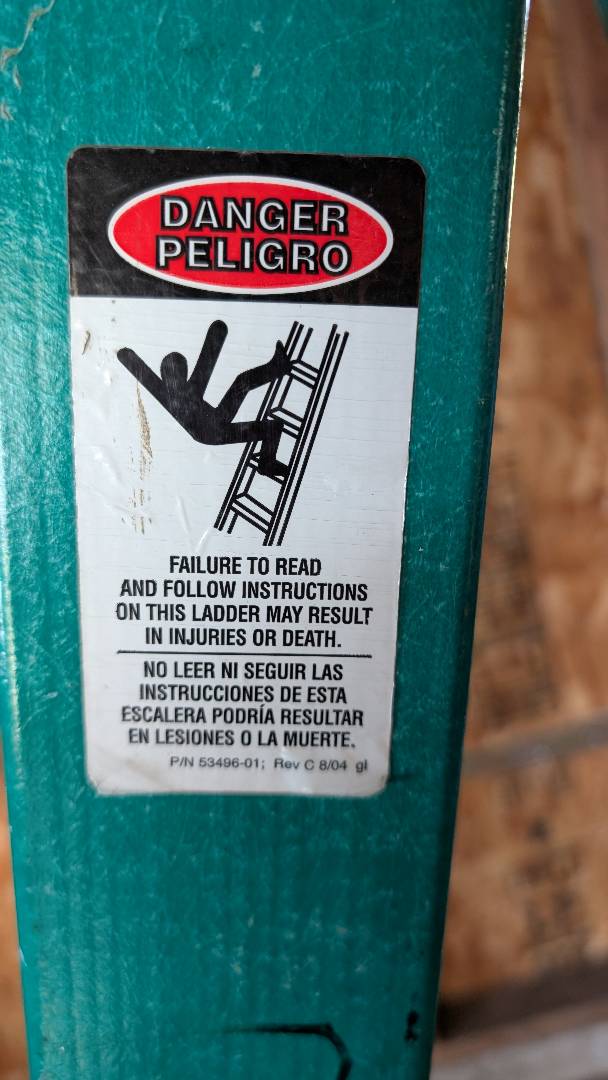 DANGER
PELIGRO
FAILURE TO READ
AND FOLLOW INSTRUCTIONS
ON THIS LADDER MAY RESULT
IN INJURIES OR DEATH.
NO LEER NI SEGUIR LAS
INSTRUCCIONES DE ESTA
ESCALERA PODRÍA RESULTAR
EN LESIONES O LA MUERTE.
P/N 53496-01; Rev C 8/04 gl